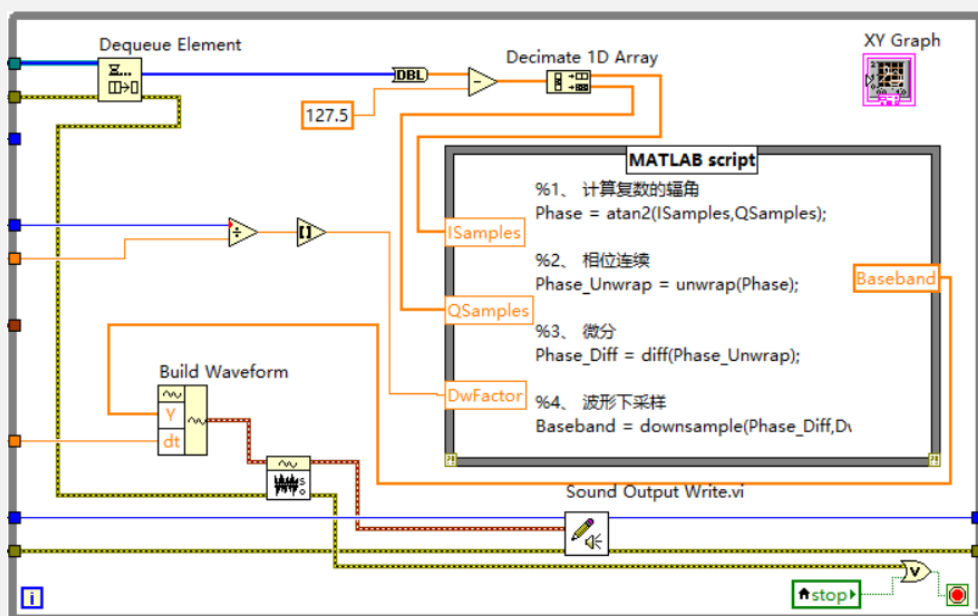 Dequeue Element
XY Graph
Decimate 1D Array
DBL
127.5
MATLAB script
%1、 计算复数的辐角
Phase = atan2(ISamples,QSamples);
ISamples
%2、 相位连续
Phase_Unwrap = unwrap(Phase);
Baseband
QSamples
%3、 微分
Phase_Diff = diff(Phase_Unwrap);
Build Waveform
Y
DwFactor
%4、 波形下采样
Baseband = downsample(Phase_Diff,Dv
dt
Sound Output Write.vi
stop
i